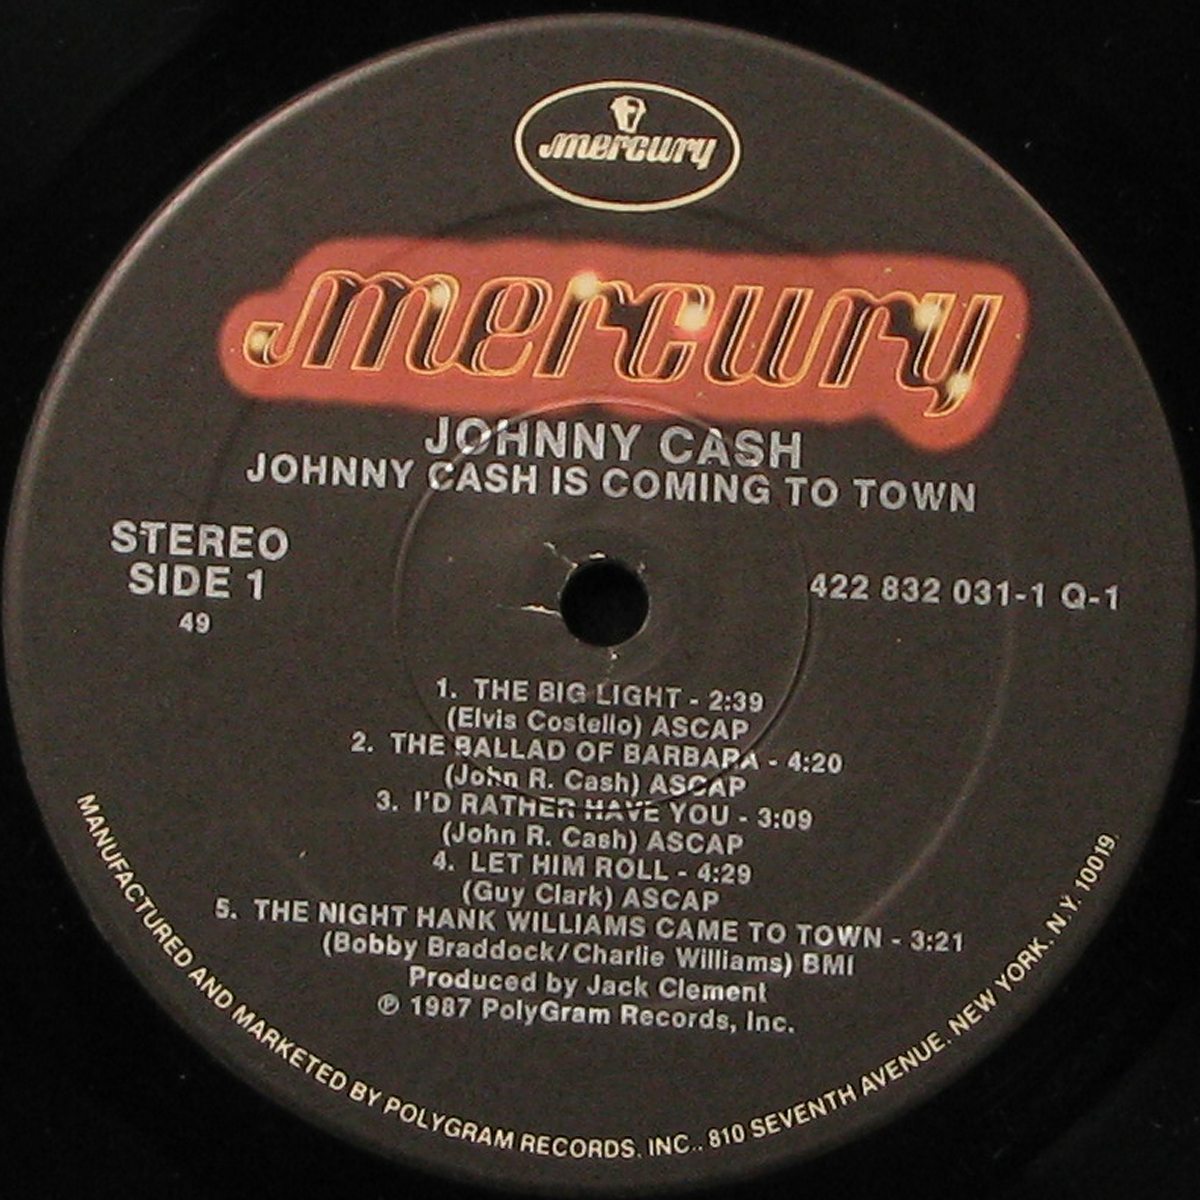 mercury
mercury
JOHNNY CASH
JOHNNY CASH IS COMING TO TOWN
STEREO
SIDE 1
49
422 832 031-1 Q-1
1. THE BIG LIGHT - 2:39
(Elvis Costello) ASCAP
2. THE BALLAD OF BARBARA - 4:20
(John R. Cash) ASCAP
3. I'D RATHER HAVE YOU - 3:09
(John R. Cash) ASCAP
4. LET HIM ROLL - 4:29
(Guy Clark) ASCAP
5. THE NIGHT HANK WILLIAMS CAME TO TOWN - 3:21
(Bobby Braddock/Charlie Williams) BMI
Produced by Jack Clement
℗ 1987 PolyGram Records, Inc.
MANUFACTURED AND MARKETED BY POLYGRAM RECORDS, INC., 810 SEVENTH AVENUE, NEW YORK, N.Y. 10019.